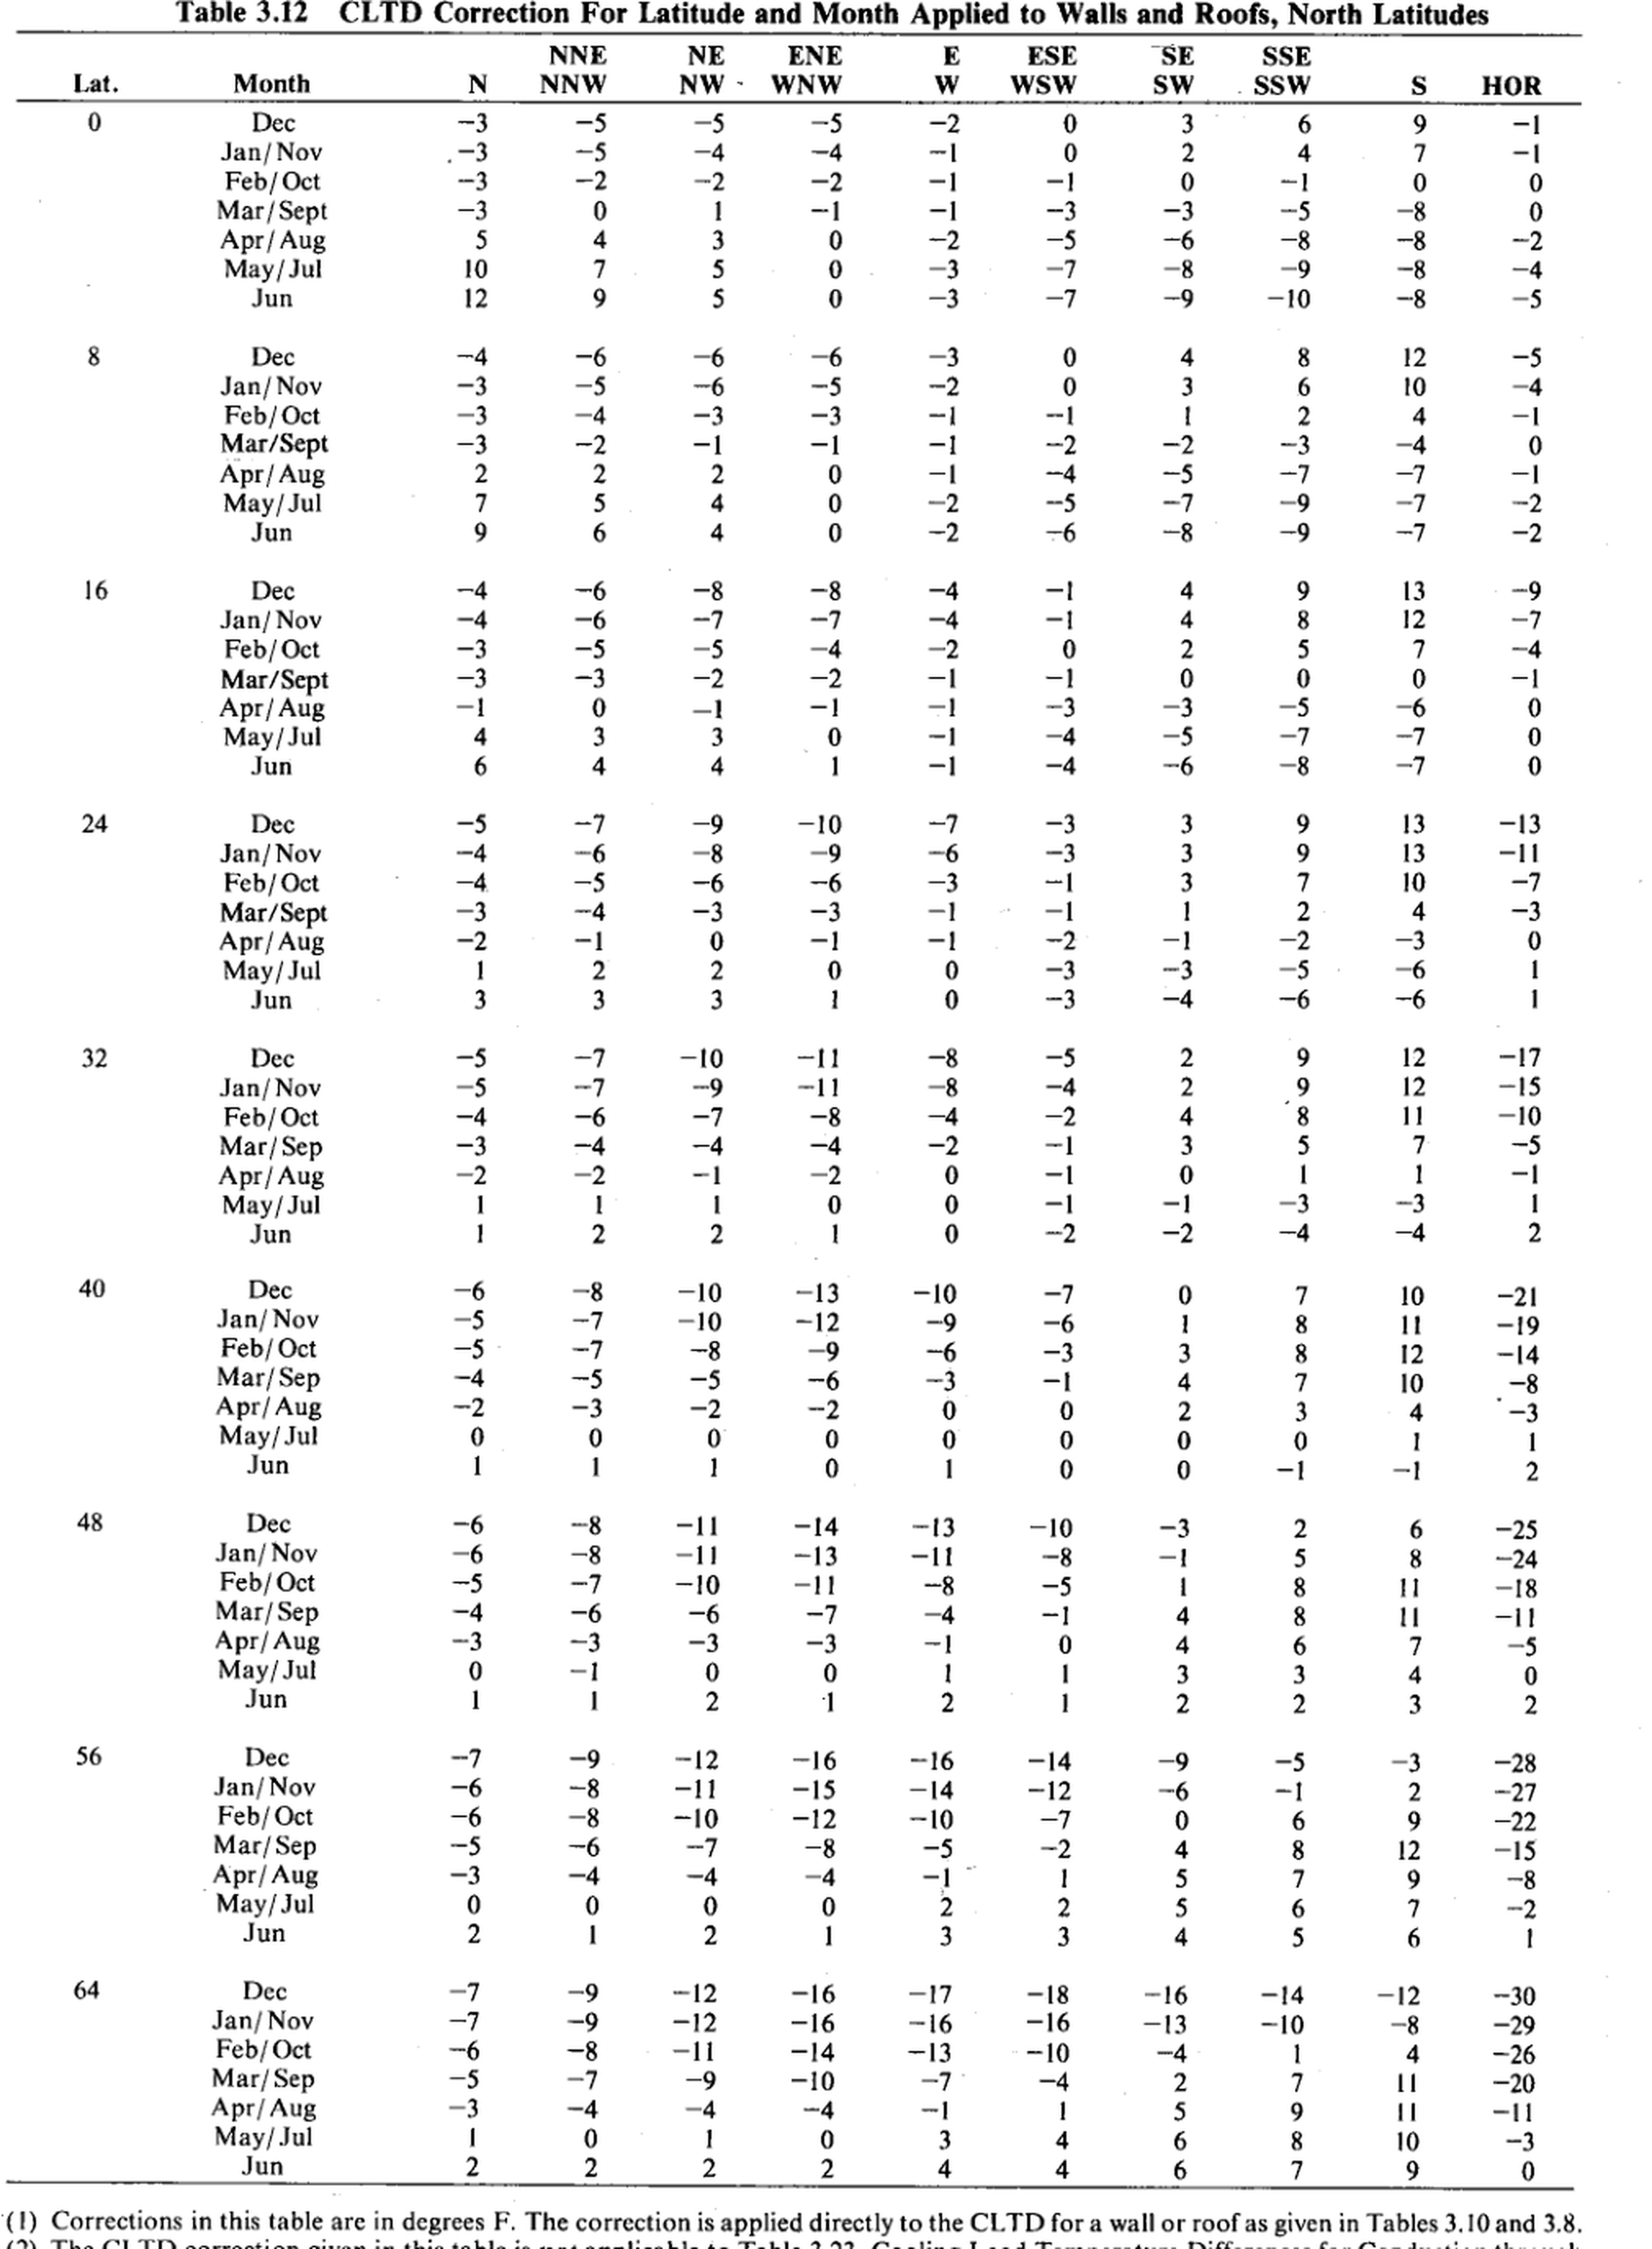 Table 3.12 CLTD Correction For Latitude and Month Applied to Walls and Roofs, North Latitudes
NNE NE ENE E ESE SE SSE
Lat. Month N NNW NW WNW W WSW SW SSW S HOR
0 Dec −3 −5 −5 −5 −2 0 3 6 9 −1
Jan/Nov −3 −5 −4 −4 −1 0 2 4 7 −1
Feb/Oct −3 −2 −2 −2 −1 −1 0 −1 0 0
Mar/Sept −3 0 1 −1 −1 −3 −3 −5 −8 0
Apr/Aug 5 4 3 0 −2 −5 −6 −8 −8 −2
May/Jul 10 7 5 0 −3 −7 −8 −9 −8 −4
Jun 12 9 5 0 −3 −7 −9 −10 −8 −5
8 Dec −4 −6 −6 −6 −3 0 4 8 12 −5
Jan/Nov −3 −5 −6 −5 −2 0 3 6 10 −4
Feb/Oct −3 −4 −3 −3 −1 −1 1 2 4 −1
Mar/Sept −3 −2 −1 −1 −1 −2 −2 −3 −4 0
Apr/Aug 2 2 2 0 −1 −4 −5 −7 −7 −1
May/Jul 7 5 4 0 −2 −5 −7 −9 −7 −2
Jun 9 6 4 0 −2 −6 −8 −9 −7 −2
16 Dec −4 −6 −8 −8 −4 −1 4 9 13 −9
Jan/Nov −4 −6 −7 −7 −4 −1 4 8 12 −7
Feb/Oct −3 −5 −5 −4 −2 0 2 5 7 −4
Mar/Sept −3 −3 −2 −2 −1 −1 0 0 0 −1
Apr/Aug −1 0 −1 −1 −1 −3 −3 −5 −6 0
May/Jul 4 3 3 0 −1 −4 −5 −7 −7 0
Jun 6 4 4 1 −1 −4 −6 −8 −7 0
24 Dec −5 −7 −9 −10 −7 −3 3 9 13 −13
Jan/Nov −4 −6 −8 −9 −6 −3 3 9 13 −11
Feb/Oct −4 −5 −6 −6 −3 −1 3 7 10 −7
Mar/Sept −3 −4 −3 −3 −1 −1 1 2 4 −3
Apr/Aug −2 −1 0 −1 −1 −2 −1 −2 −3 0
May/Jul 1 2 2 0 0 −3 −3 −5 −6 1
Jun 3 3 3 1 0 −3 −4 −6 −6 1
32 Dec −5 −7 −10 −11 −8 −5 2 9 12 −17
Jan/Nov −5 −7 −9 −11 −8 −4 2 9 12 −15
Feb/Oct −4 −6 −7 −8 −4 −2 4 8 11 −10
Mar/Sep −3 −4 −4 −4 −2 −1 3 5 7 −5
Apr/Aug −2 −2 −1 −2 0 −1 0 1 1 −1
May/Jul 1 1 1 0 0 −1 −1 −3 −3 1
Jun 1 2 2 1 0 −2 −2 −4 −4 2
40 Dec −6 −8 −10 −13 −10 −7 0 7 10 −21
Jan/Nov −5 −7 −10 −12 −9 −6 1 8 11 −19
Feb/Oct −5 −7 −8 −9 −6 −3 3 8 12 −14
Mar/Sep −4 −5 −5 −6 −3 −1 4 7 10 −8
Apr/Aug −2 −3 −2 −2 0 0 2 3 4 −3
May/Jul 0 0 0 0 0 0 0 0 1 1
Jun 1 1 1 0 1 0 0 −1 −1 2
48 Dec −6 −8 −11 −14 −13 −10 −3 2 6 −25
Jan/Nov −6 −8 −11 −13 −11 −8 −1 5 8 −24
Feb/Oct −5 −7 −10 −11 −8 −5 1 8 11 −18
Mar/Sep −4 −6 −6 −7 −4 −1 4 8 11 −11
Apr/Aug −3 −3 −3 −3 −1 0 4 6 7 −5
May/Jul 0 −1 0 0 1 1 3 3 4 0
Jun 1 1 2 1 2 1 2 2 3 2
56 Dec −7 −9 −12 −16 −16 −14 −9 −5 −3 −28
Jan/Nov −6 −8 −11 −15 −14 −12 −6 −1 2 −27
Feb/Oct −6 −8 −10 −12 −10 −7 0 6 9 −22
Mar/Sep −5 −6 −7 −8 −5 −2 4 8 12 −15
Apr/Aug −3 −4 −4 −4 −1 1 5 7 9 −8
May/Jul 0 0 0 0 2 2 5 6 7 −2
Jun 2 1 2 1 3 3 4 5 6 1
64 Dec −7 −9 −12 −16 −17 −18 −16 −14 −12 −30
Jan/Nov −7 −9 −12 −16 −16 −16 −13 −10 −8 −29
Feb/Oct −6 −8 −11 −14 −13 −10 −4 1 4 −26
Mar/Sep −5 −7 −9 −10 −7 −4 2 7 11 −20
Apr/Aug −3 −4 −4 −4 −1 1 5 9 11 −11
May/Jul 1 0 1 0 3 4 6 8 10 −3
Jun 2 2 2 2 4 4 6 7 9 0
(1) Corrections in this table are in degrees F. The correction is applied directly to the CLTD for a wall or roof as given in Tables 3.10 and 3.8.